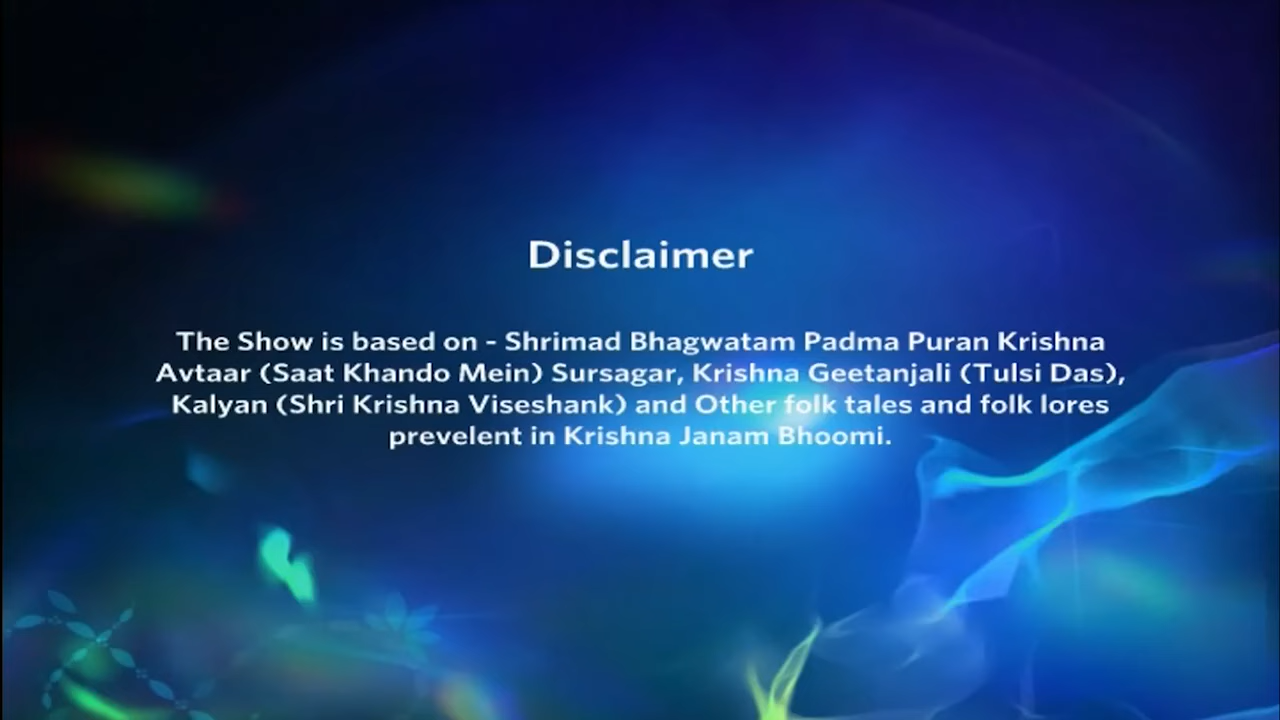 Disclaimer
The Show is based on - Shrimad Bhagwatam Padma Puran Krishna
Avtaar (Saat Khando Mein) Sursagar, Krishna Geetanjali (Tulsi Das),
Kalyan (Shri Krishna Viseshank) and Other folk tales and folk lores
prevelent in Krishna Janam Bhoomi.